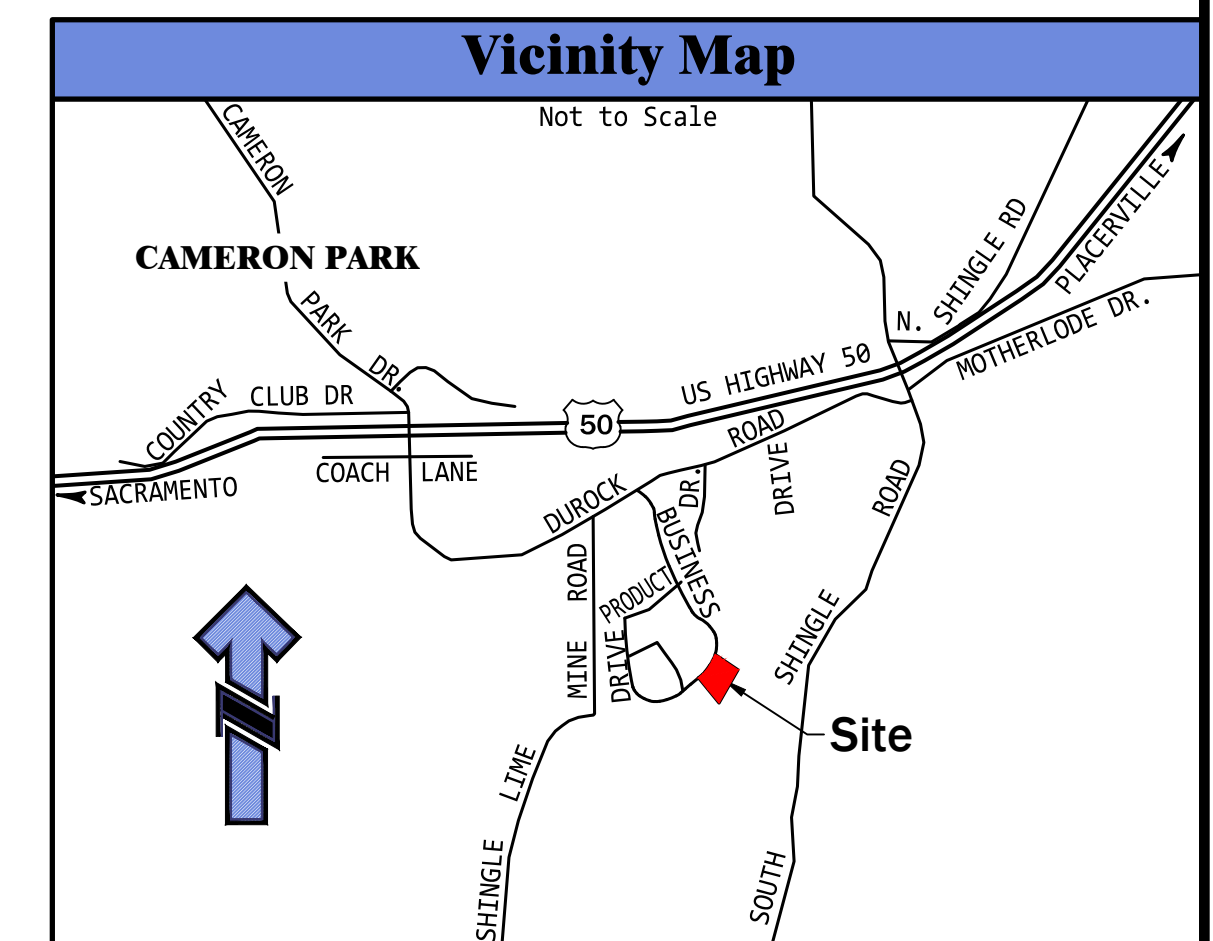 Vicinity Map
Not to Scale
CAMERON
CAMERON PARK
PARK
DR.
COUNTRY
CLUB DR
COACH LANE
SACRAMENTO
50
US HIGHWAY 50
N. SHINGLE RD
PLACERVILLE
MOTHERLODE DR.
DUROCK
ROAD
DRIVE
DR.
BUSINESS
PRODUCT
DRIVE
SHINGLE
LIME
MINE
ROAD
SOUTH
SHINGLE
ROAD
N
Site